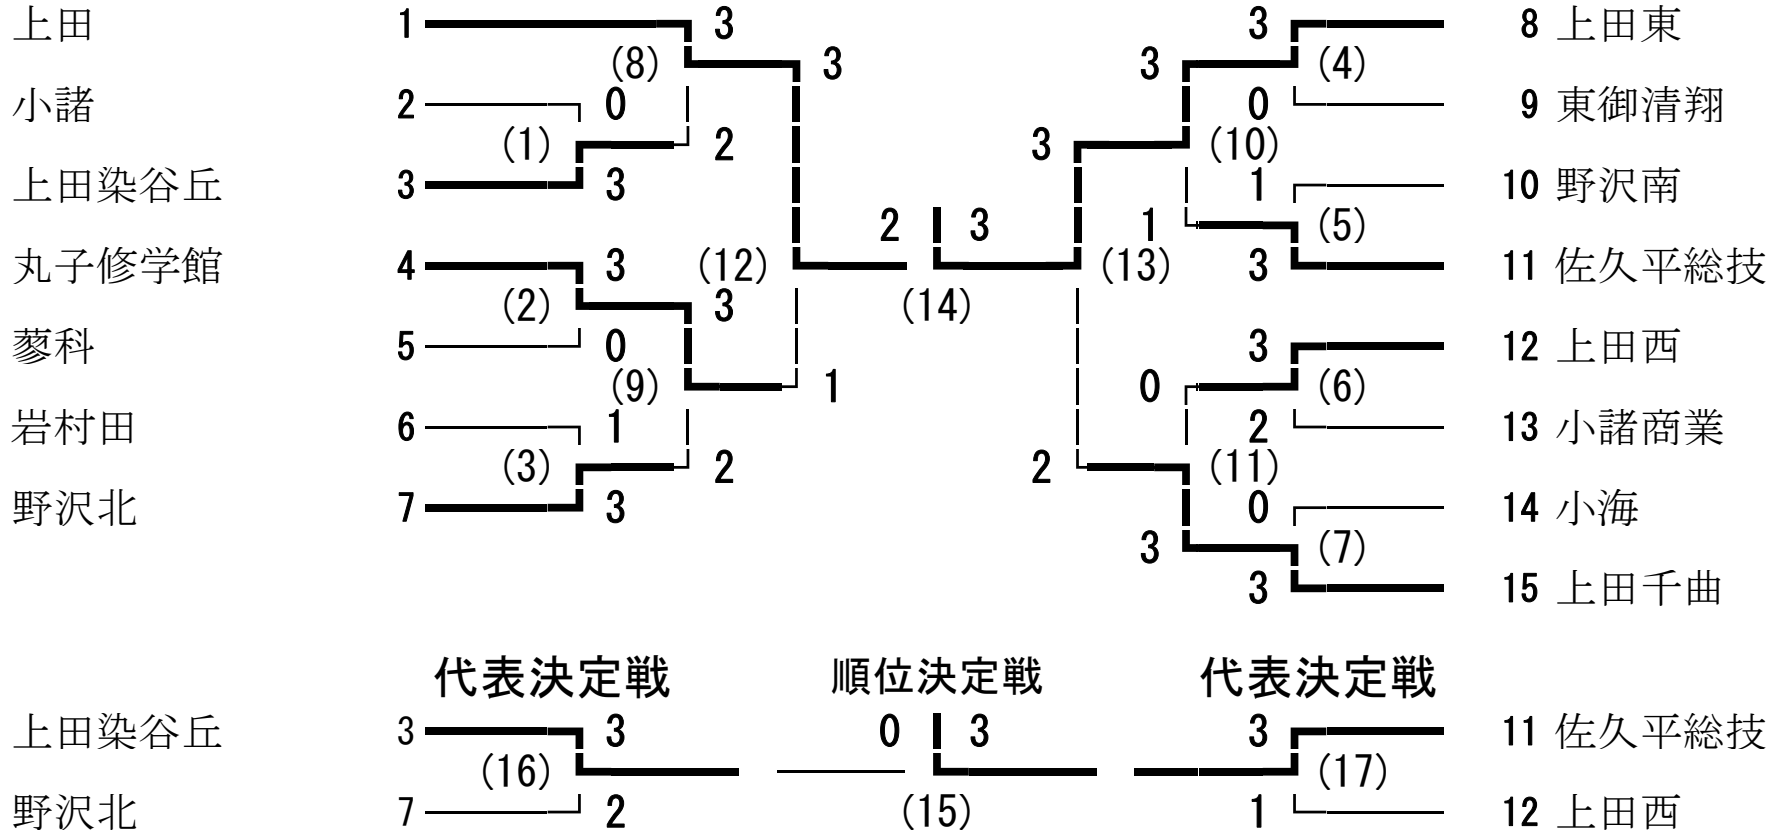 上田 1 3 3 8 上田東
(8) 3 3 (4)
小諸 2 0 0 9 東御清翔
(1) 2 3 (10)
上田染谷丘 3 3 1 10 野沢南
2 3 1 (5)
丸子修学館 4 3 (12) (13) 3 11 佐久平総技
(2) 3 (14)
蓼科 5 0 3 12 上田西
(9) 1 0 (6)
岩村田 6 1 2 13 小諸商業
(3) 2 2 (11)
野沢北 7 3 0 14 小海
3 (7)
3 15 上田千曲
代表決定戦 順位決定戦 代表決定戦
上田染谷丘 3 3 0 3 3 11 佐久平総技
(16) (17)
野沢北 7 2 (15) 1 12 上田西